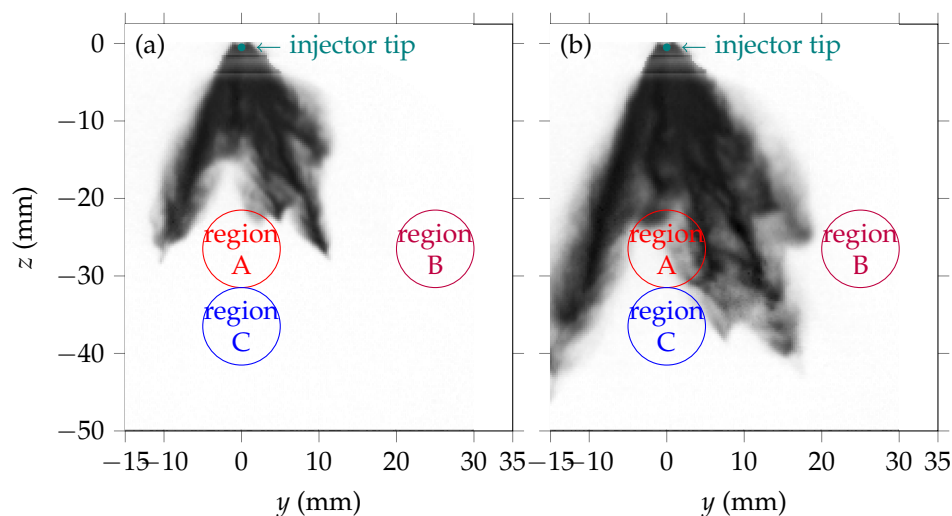 (a)
← injector tip
(b)
← injector tip
0
−10
−20
−30
−40
−50
z (mm)
region
A
region
B
region
C
region
A
region
B
region
C
−15 −10 0 10 20 30 35
−15 −10 0 10 20 30 35
y (mm)
y (mm)